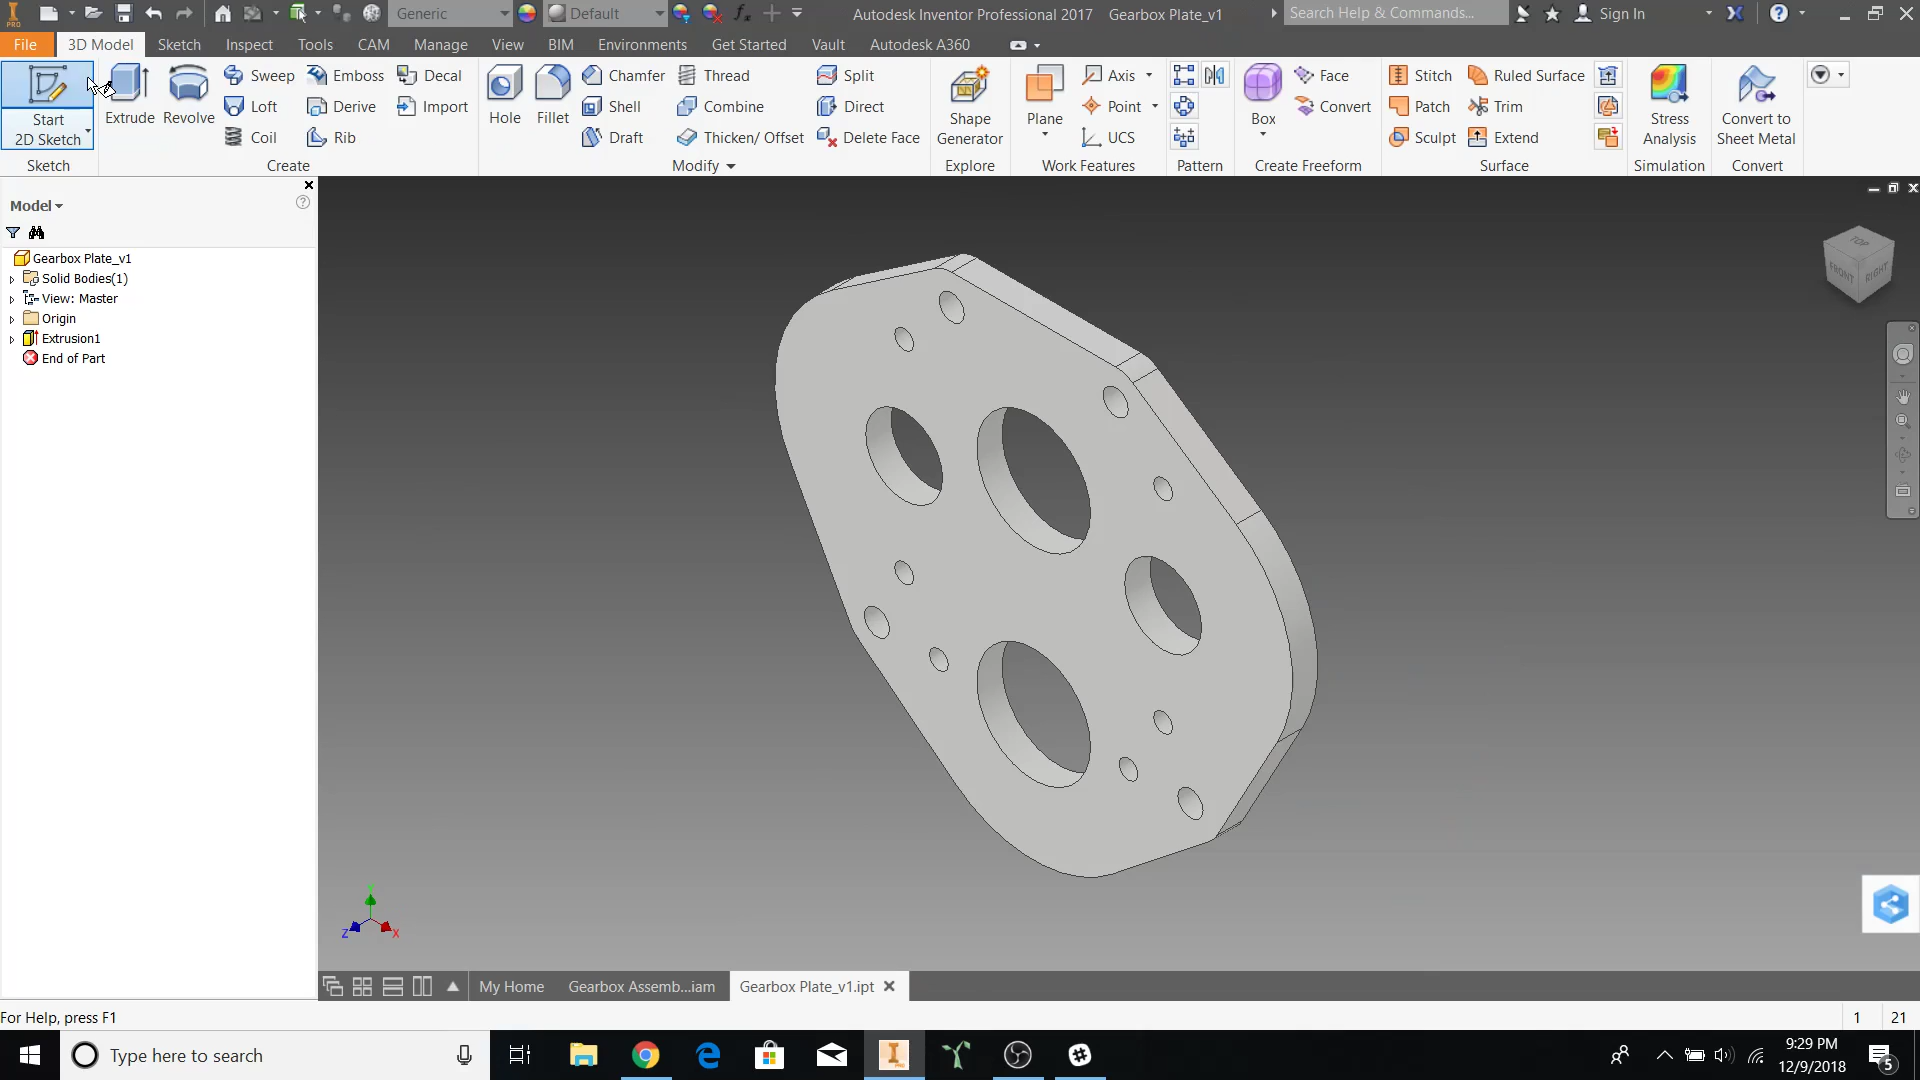 PRO
Generic
Default
Autodesk Inventor Professional 2017 Gearbox Plate_v1
Search Help & Commands...
Sign In
File
3D Model
Sketch
Inspect
Tools
CAM
Manage
View
BIM
Environments
Get Started
Vault
Autodesk A360
Start
2D Sketch
Extrude
Revolve
Sweep
Loft
Coil
Emboss
Derive
Rib
Decal
Import
Hole
Fillet
Chamfer
Shell
Draft
Thread
Combine
Thicken/ Offset
Split
Direct
Delete Face
Shape
Generator
Plane
Axis
Point
UCS
Box
Face
Convert
Stitch
Patch
Sculpt
Ruled Surface
Trim
Extend
Stress
Analysis
Convert to
Sheet Metal
Sketch
Create
Modify
Explore
Work Features
Pattern
Create Freeform
Surface
Simulation
Convert
Model
Gearbox Plate_v1
Solid Bodies(1)
View: Master
Origin
Extrusion1
End of Part
TOP
FRONT
RIGHT
Z
X
My Home
Gearbox Assemb...iam
Gearbox Plate_v1.ipt
For Help, press F1
1
21
Type here to search
9:29 PM
12/9/2018
5